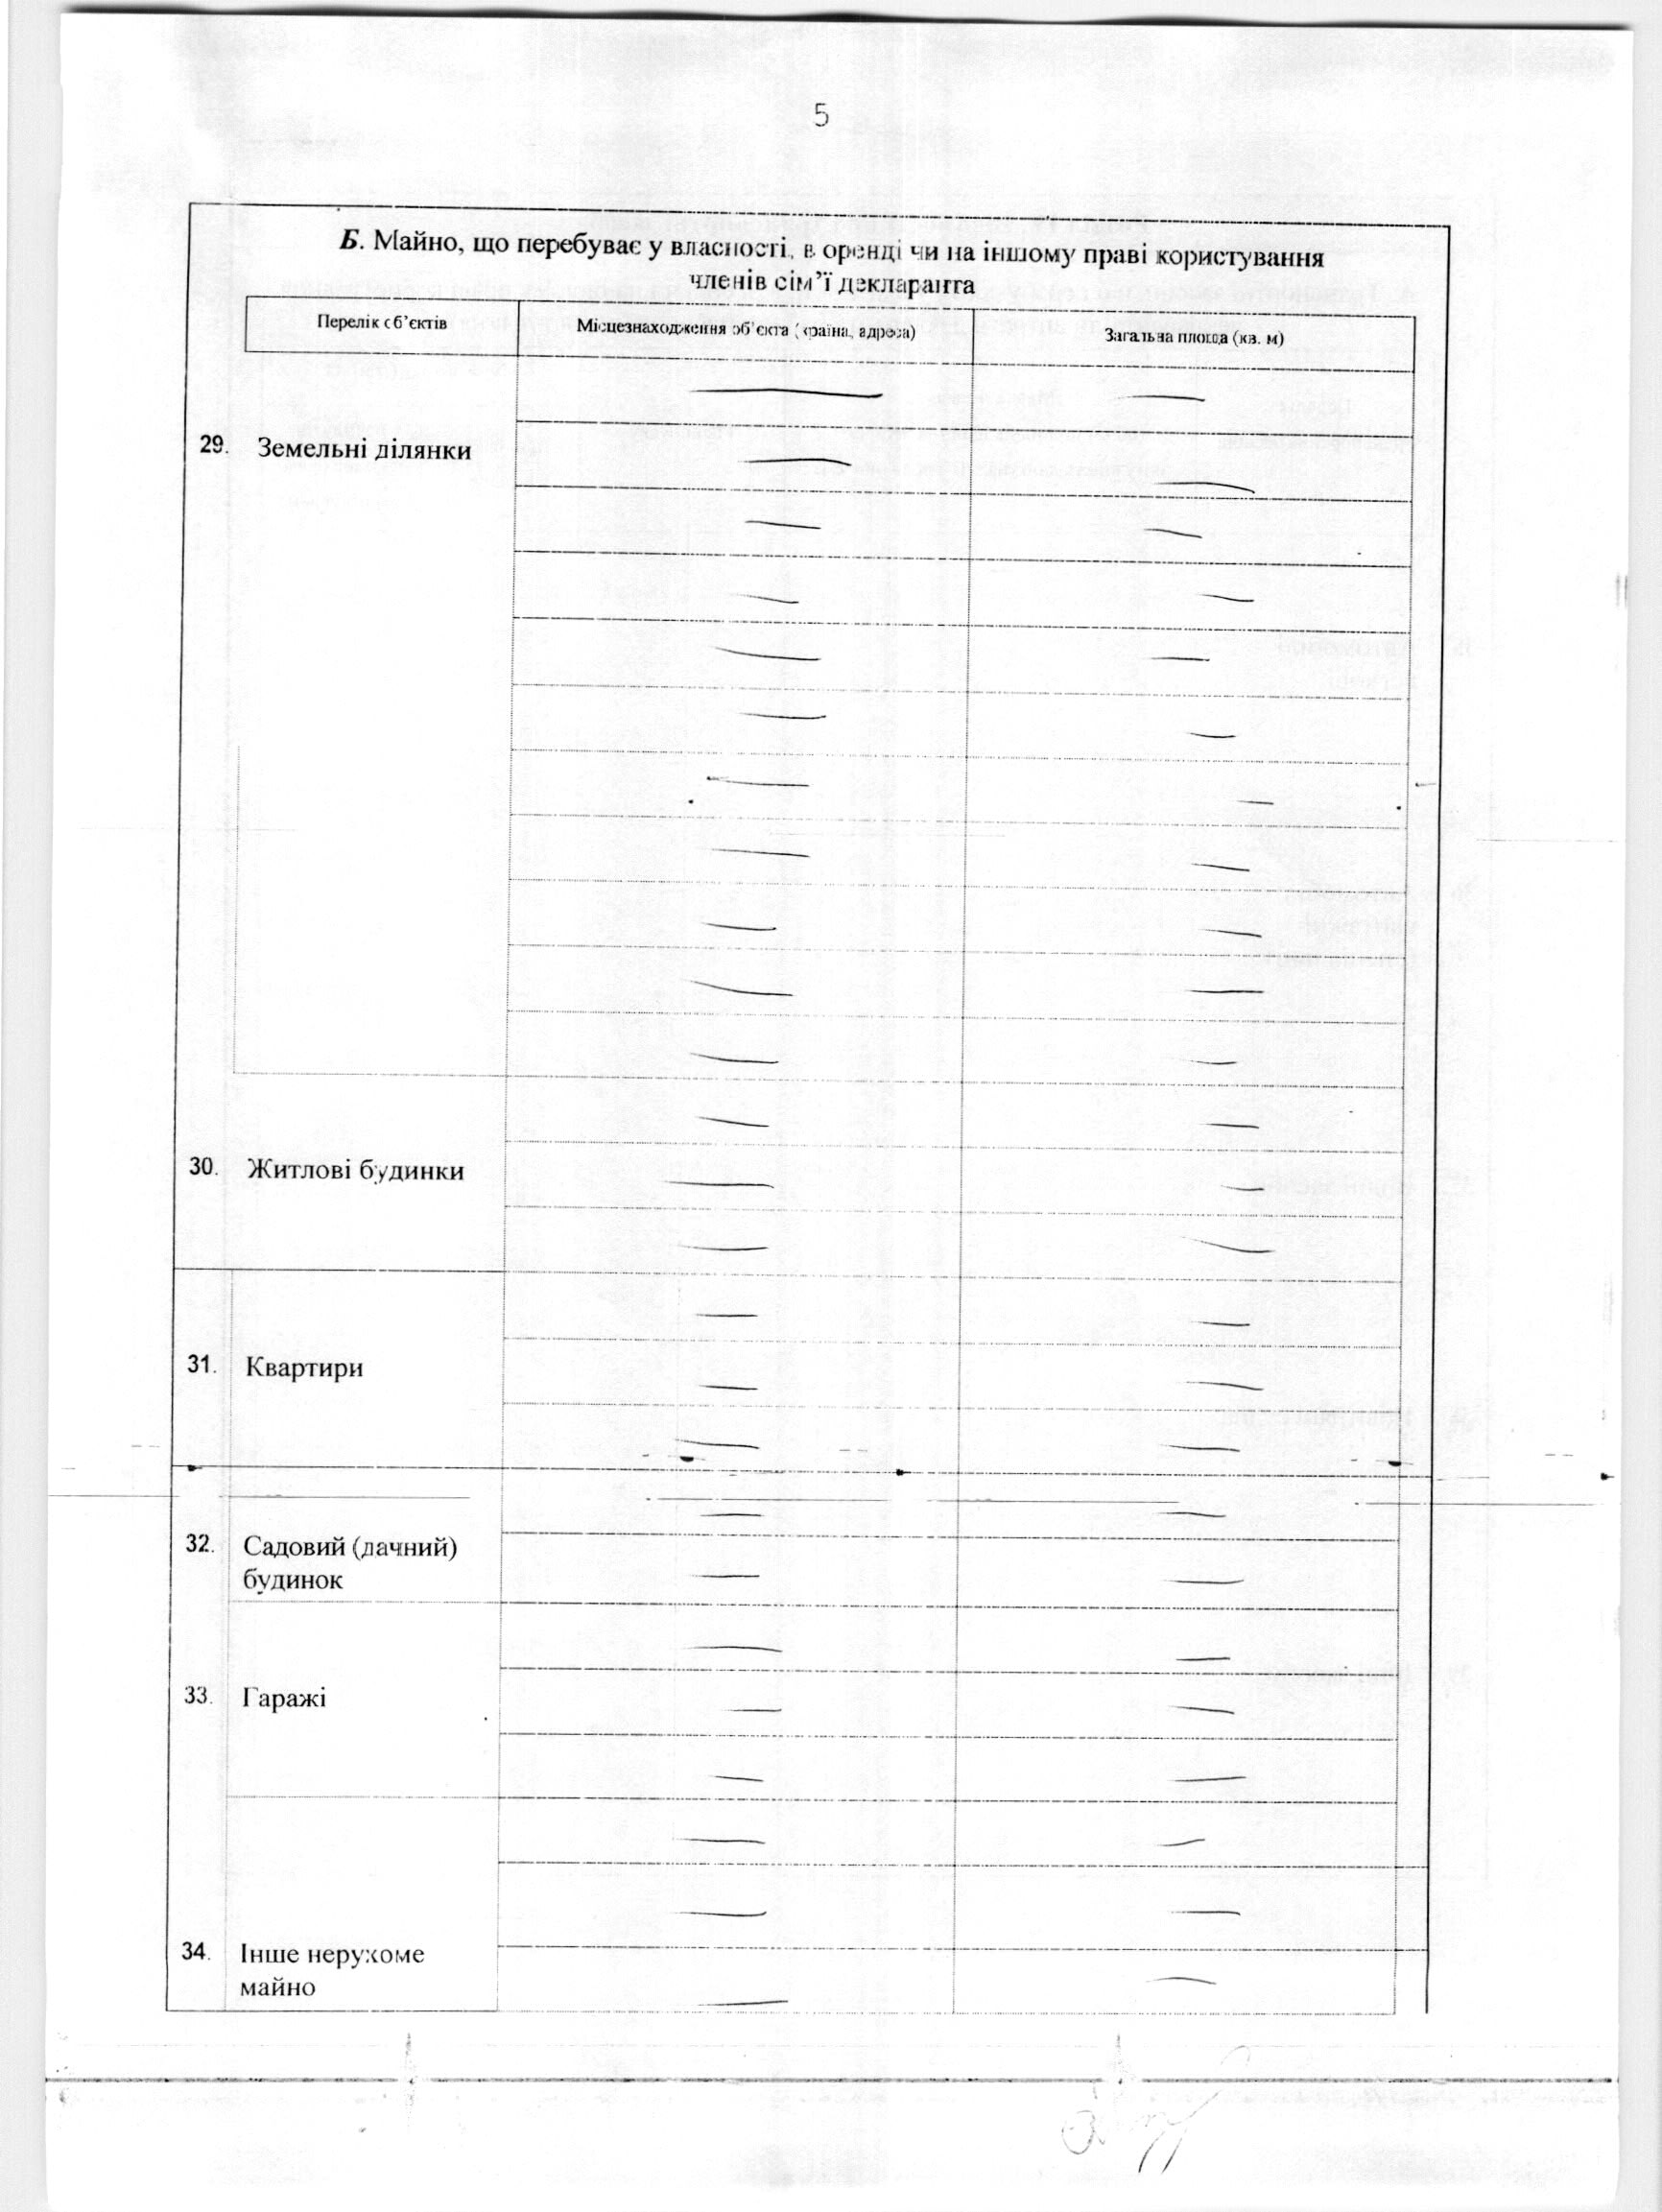 5
Б. Майно, що перебуває у власності, в оренді чи на іншому праві користування
членів сім’ї декларанта
Перелік об’єктів Місцезнаходження об’єкта (країна, адреса) Загальна площа (кв. м)
—— ——
29. Земельні ділянки —— ——
—— ——
—— ——
—— ——
—— ——
—— ——
—— ——
—— ——
—— ——
—— ——
—— ——
30. Житлові будинки —— ——
—— ——
—— ——
31. Квартири —— ——
—— ——
—— ——
32. Садовий (дачний)
будинок —— ——
—— ——
33. Гаражі —— ——
—— ——
—— ——
—— ——
34. Інше нерухоме
майно —— ——